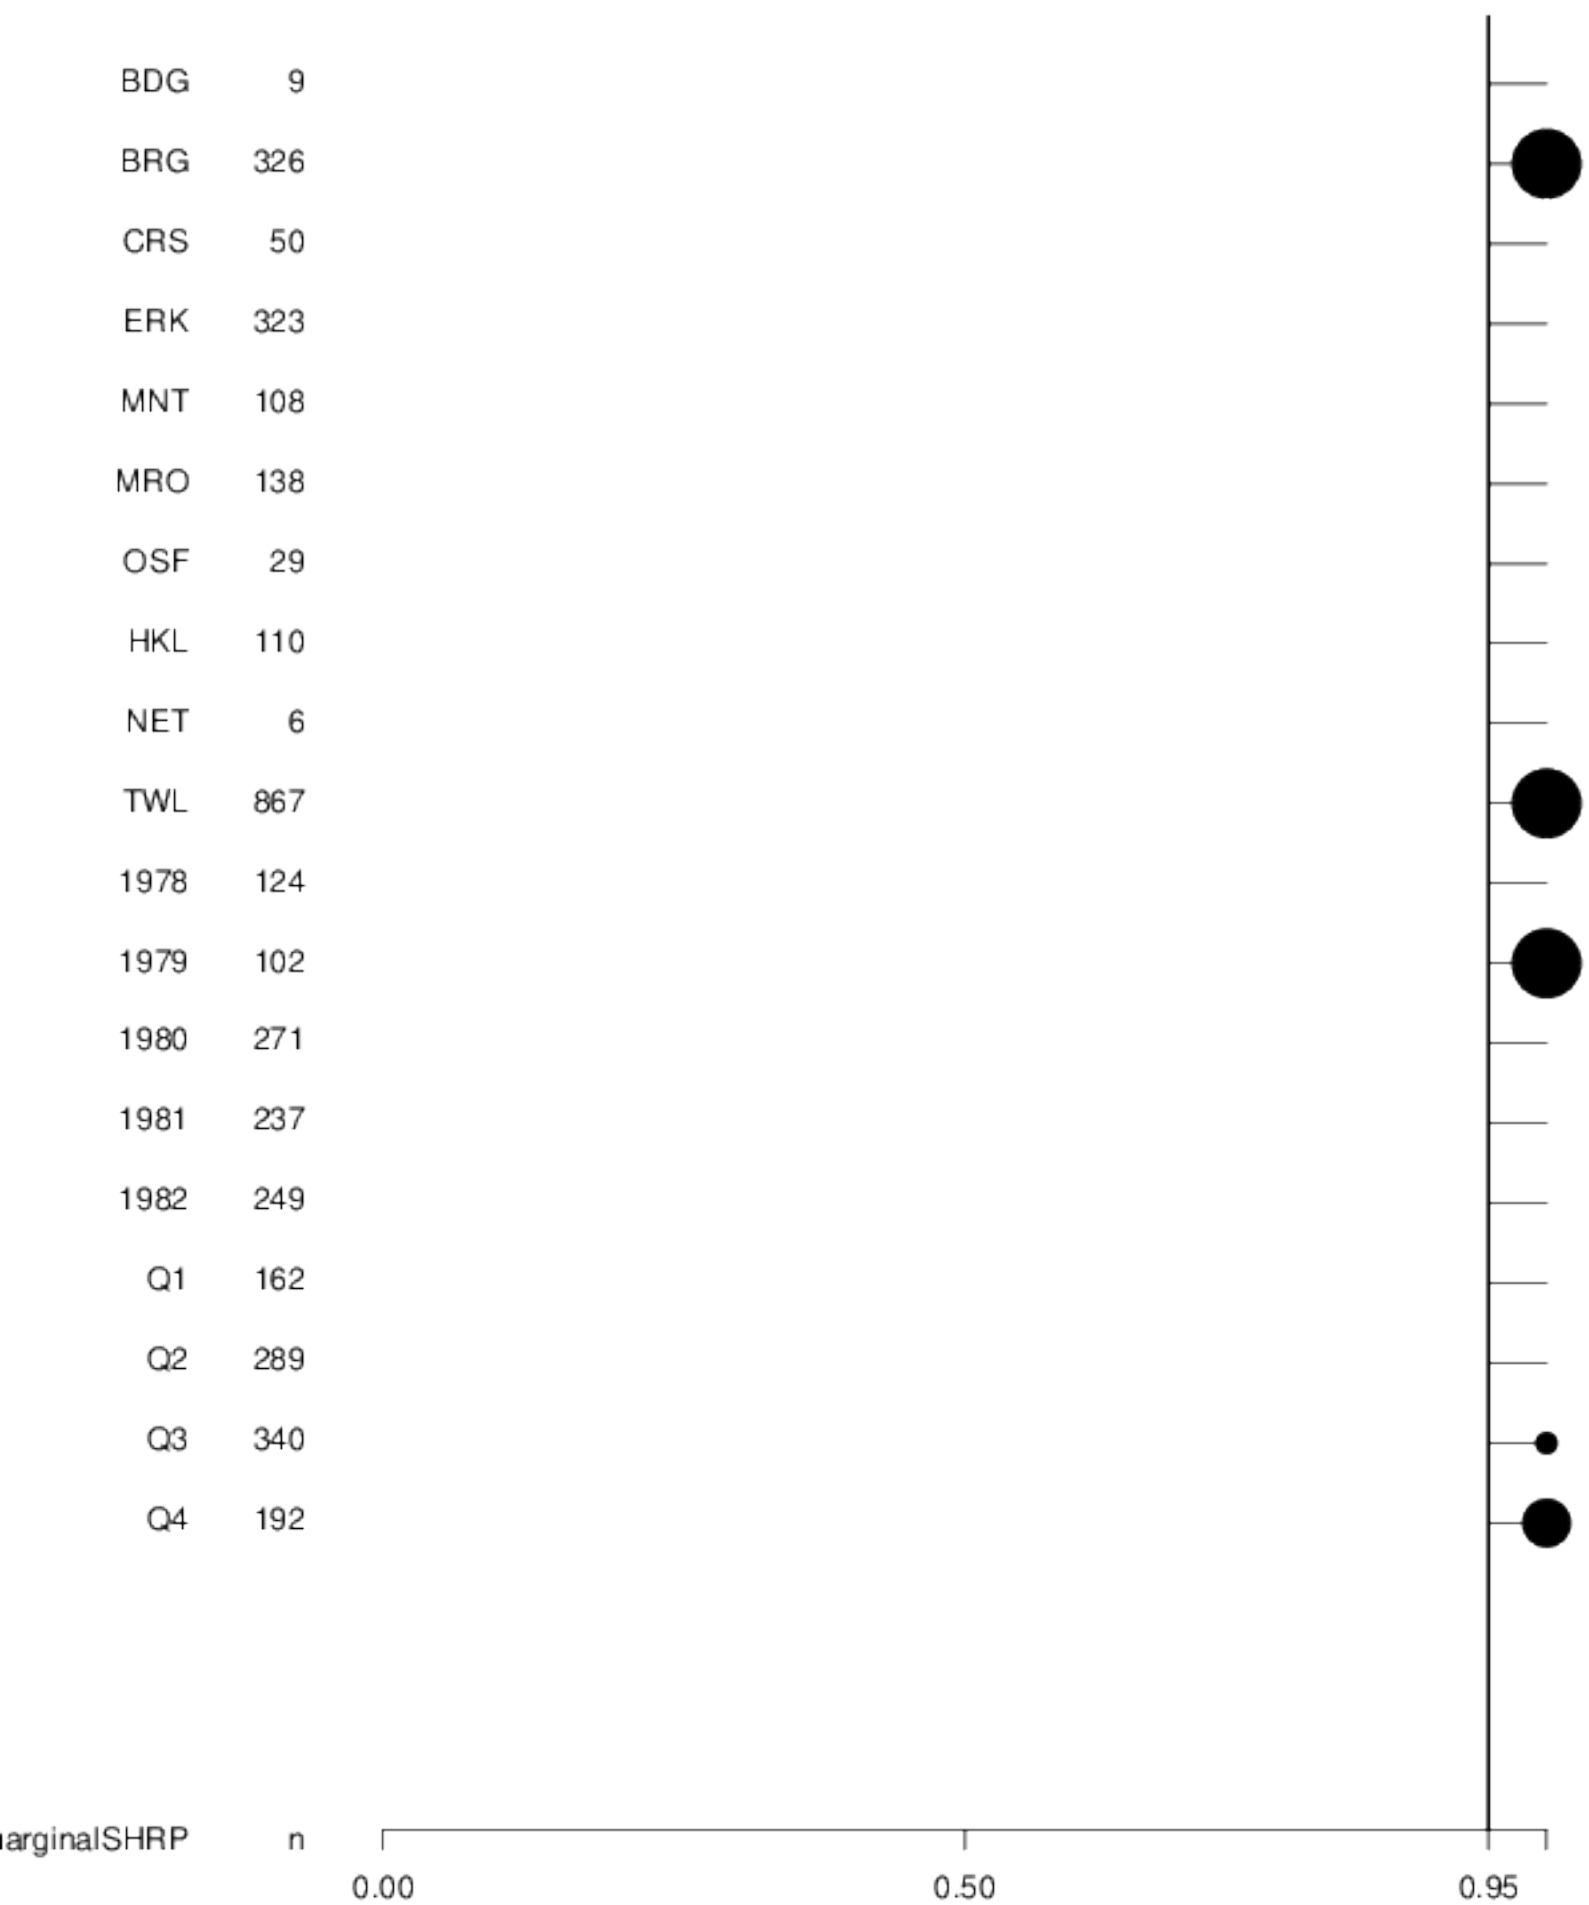 BDG 9
BRG 326
CRS 50
ERK 323
MNT 108
MRO 138
OSF 29
HKL 110
NET 6
TWL 867
1978 124
1979 102
1980 271
1981 237
1982 249
Q1 162
Q2 289
Q3 340
Q4 192
arginalSHRP n
0.00 0.50 0.95